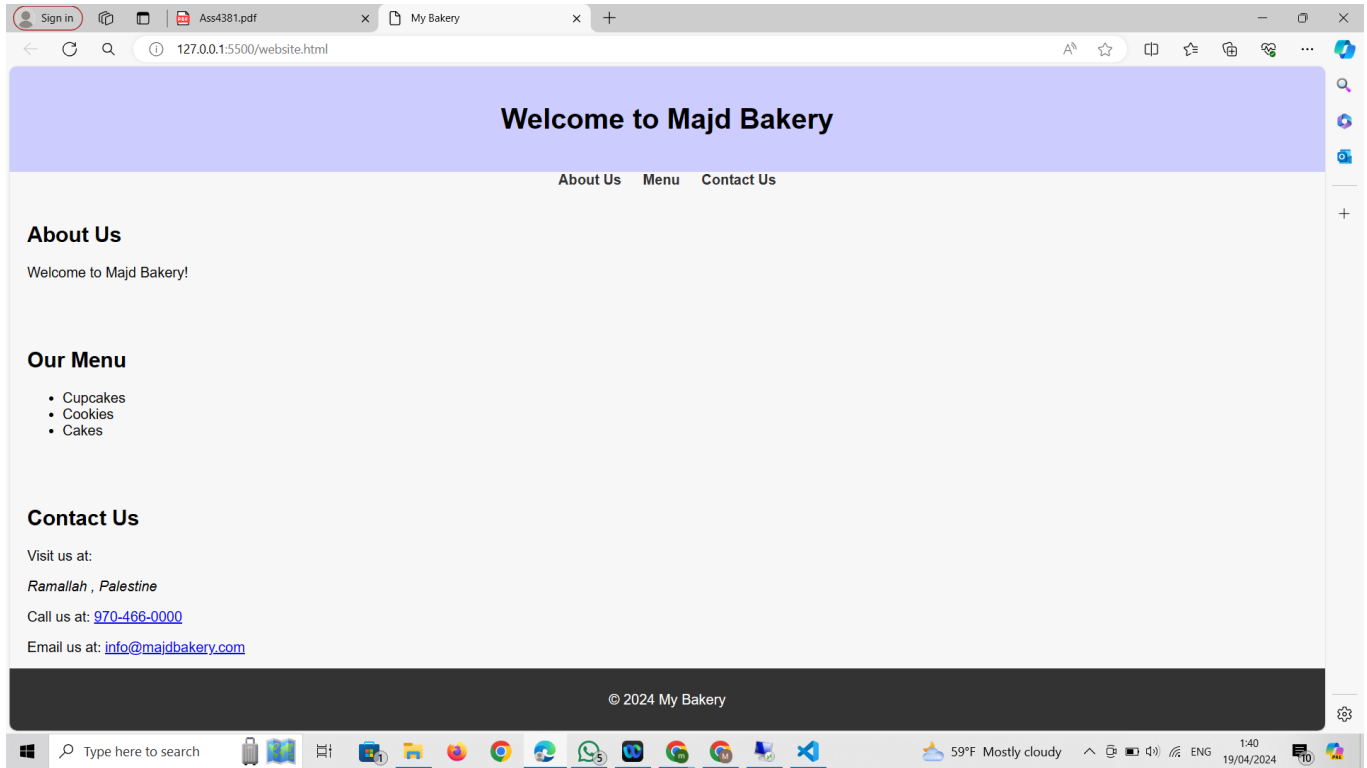 Sign in
Ass4381.pdf
My Bakery
127.0.0.1:5500/website.html
Welcome to Majd Bakery
About Us Menu Contact Us
About Us
Welcome to Majd Bakery!
Our Menu
• Cupcakes
• Cookies
• Cakes
Contact Us
Visit us at:
Ramallah , Palestine
Call us at: 970-466-0000
Email us at: info@majdbakery.com
© 2024 My Bakery
Type here to search
1
5
59°F Mostly cloudy
ENG
1:40
19/04/2024
10